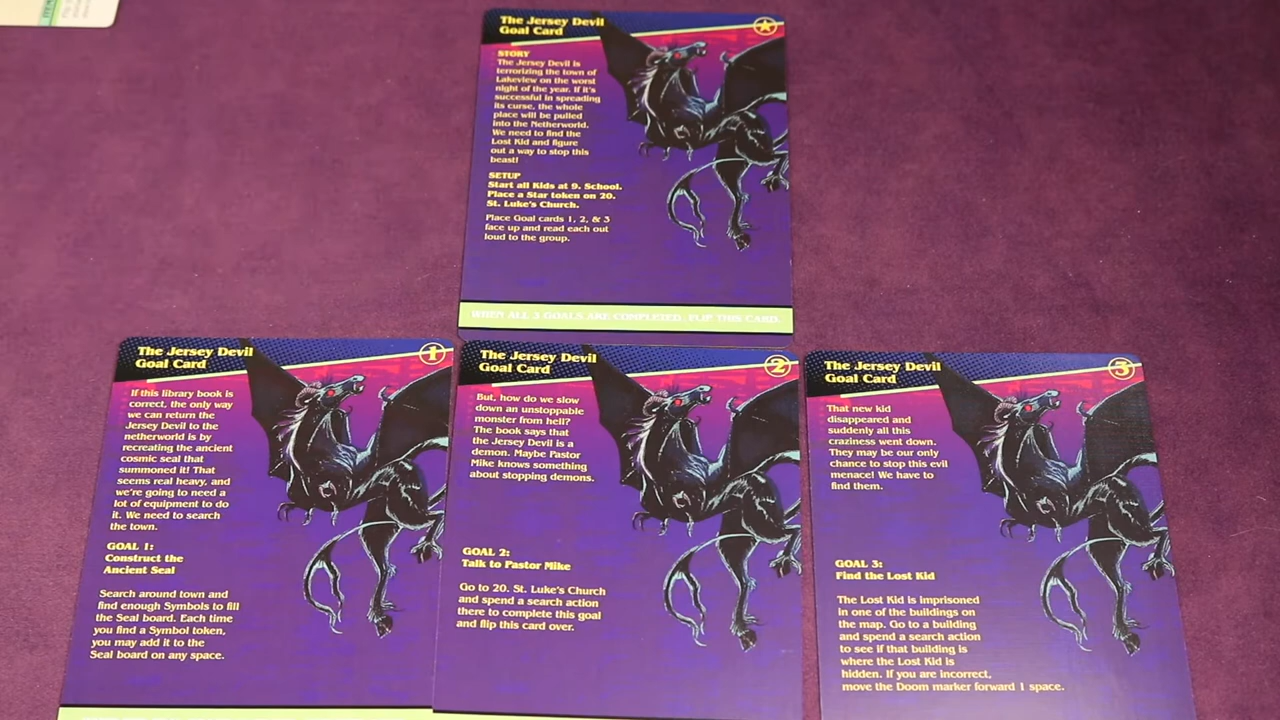 The Jersey Devil
Goal Card
STORY
The Jersey Devil is
terrorizing the town of
Lakeview on the worst
night of the year. If it's
successful in spreading
its curse, the whole
place will be pulled
into the Netherworld.
We need to find the
Lost Kid and figure
out a way to stop this
beast!
SETUP
Start all Kids at 9. School.
Place a Star token on 20.
St. Luke's Church.
Place Goal cards 1, 2, & 3
face up and read each out
loud to the group.
WHEN ALL 3 GOALS ARE COMPLETED: FLIP THIS CARD.
The Jersey Devil
Goal Card
1
If this library book is
correct, the only way
we can return the
Jersey Devil to the
netherworld is by
recreating the ancient
cosmic seal that
summoned it! That
seems real heavy, and
we're going to need a
lot of equipment to do
it. We need to search
the town.
GOAL 1:
Construct the
Ancient Seal
Search around town and
find enough Symbols to fill
the Seal board. Each time
you find a Symbol token,
you may add it to the
Seal board on any space.
The Jersey Devil
Goal Card
2
But, how do we slow
down an unstoppable
monster from hell?
The book says that
the Jersey Devil is a
demon. Maybe Pastor
Mike knows something
about stopping demons.
GOAL 2:
Talk to Pastor Mike
Go to 20. St. Luke's Church
and spend a search action
there to complete this goal
and flip this card over.
The Jersey Devil
Goal Card
3
That new kid
disappeared and
suddenly all this
craziness went down.
They may be our only
chance to stop this evil
menace! We have to
find them.
GOAL 3:
Find the Lost Kid
The Lost Kid is imprisoned
in one of the buildings on
the map. Go to a building
and spend a search action
to see if that building is
where the Lost Kid is
hidden. If you are incorrect,
move the Doom marker forward 1 space.